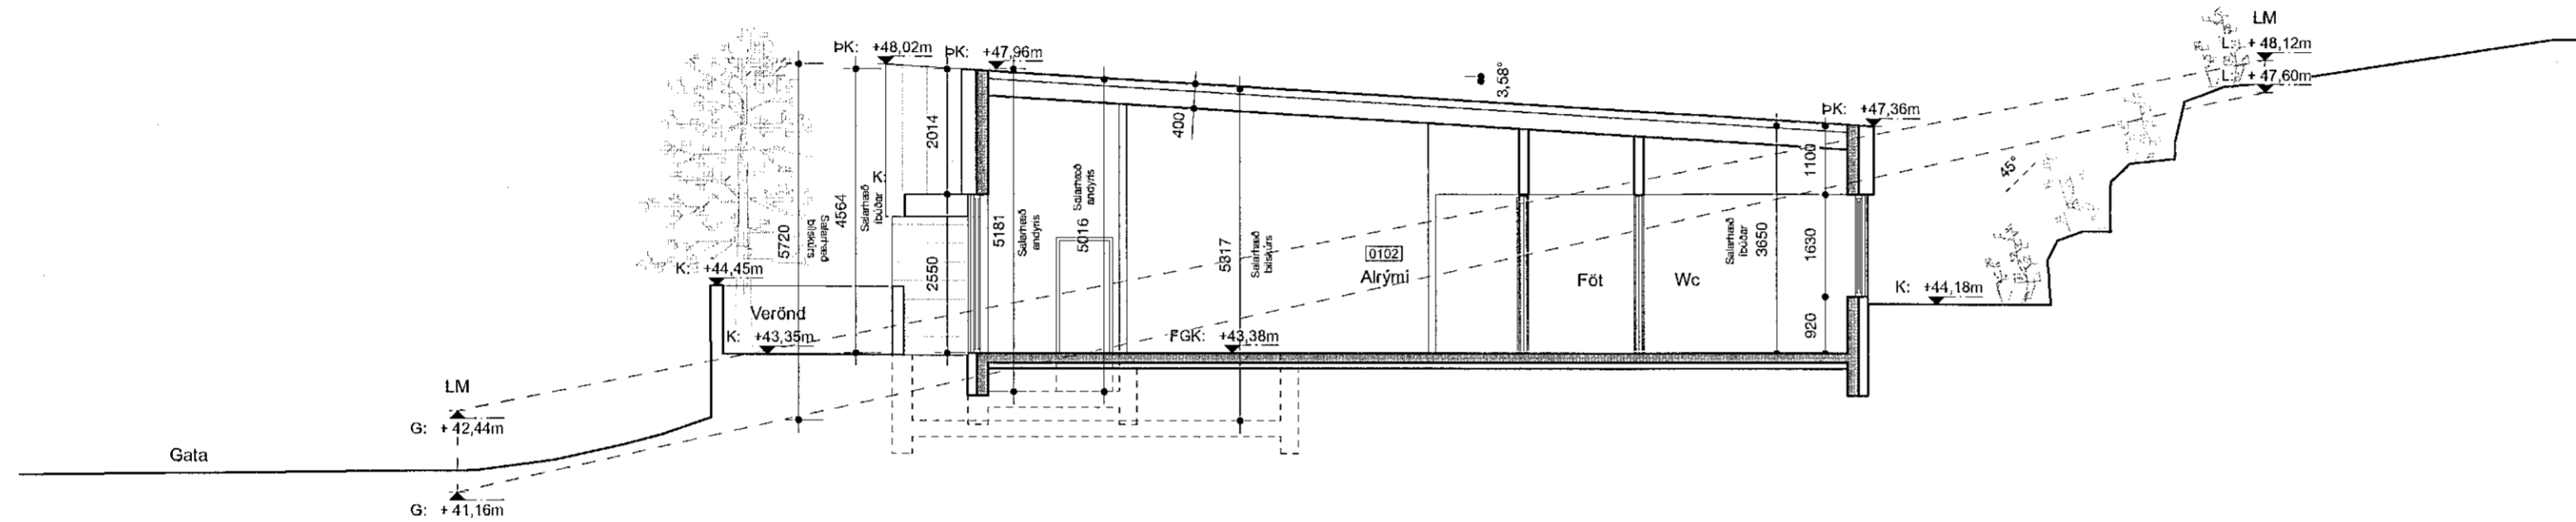 LM
L: + 48,12m
L: + 47,60m
ÞK: +48,02m
ÞK: +47,96m
3,58°
ÞK: +47,36m
2014
400
1100
45°
K:
4564
Salarhæð
íbúðar
5720
Salarhæð
bílskúrs
5181
Salarhæð
andyris
5016
Salarhæð
andyris
5317
Salarhæð
bílskúrs
0102
Alrými
Föt
Wc
Salarhæð
íbúðar
3650
1630
K: +44,45m
2550
K: +44,18m
Verönd
K: +43,35m
FGK: +43,38m
920
LM
G: + 42,44m
Gata
G: + 41,16m